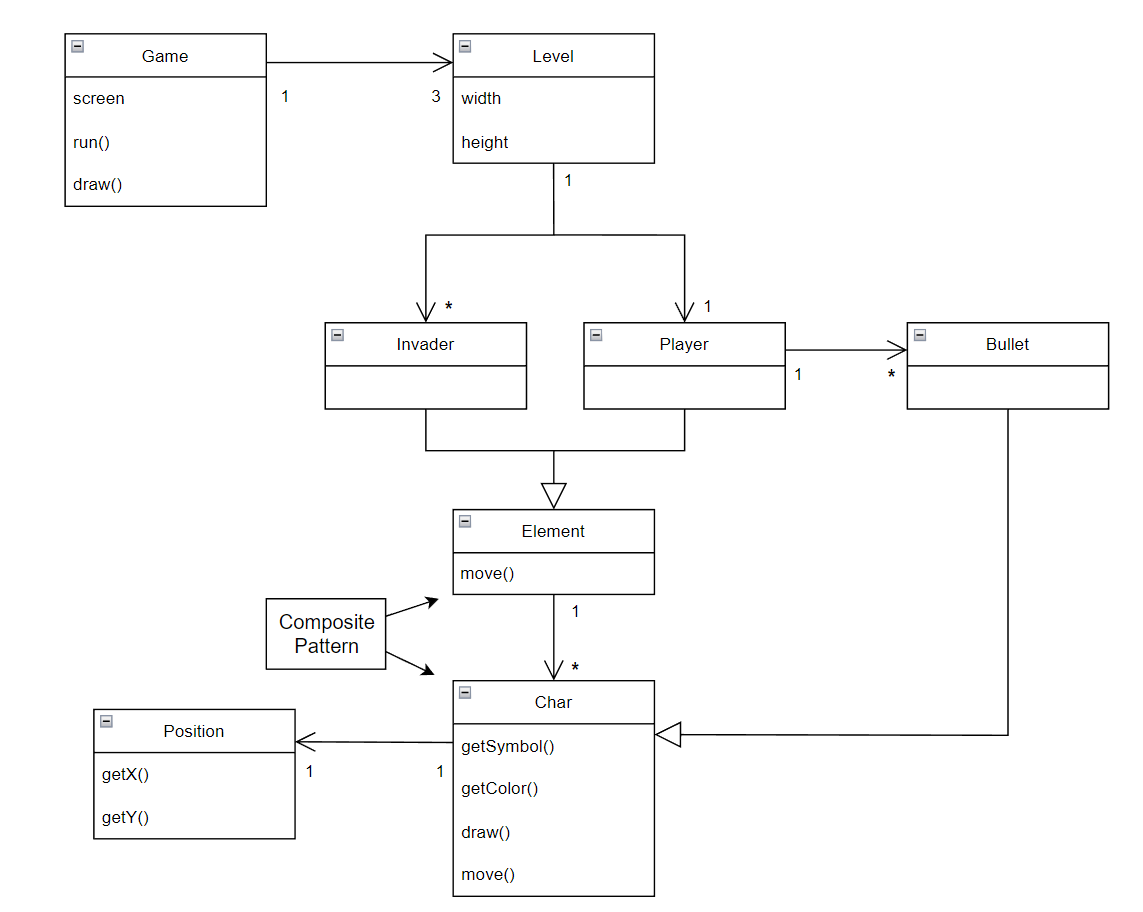 Game
screen
run()
draw()
1
3
Level
width
height
1
*
1
Invader
Player
1
*
Bullet
Element
move()
1
*
Composite
Pattern
Char
getSymbol()
getColor()
draw()
move()
1
1
Position
getX()
getY()